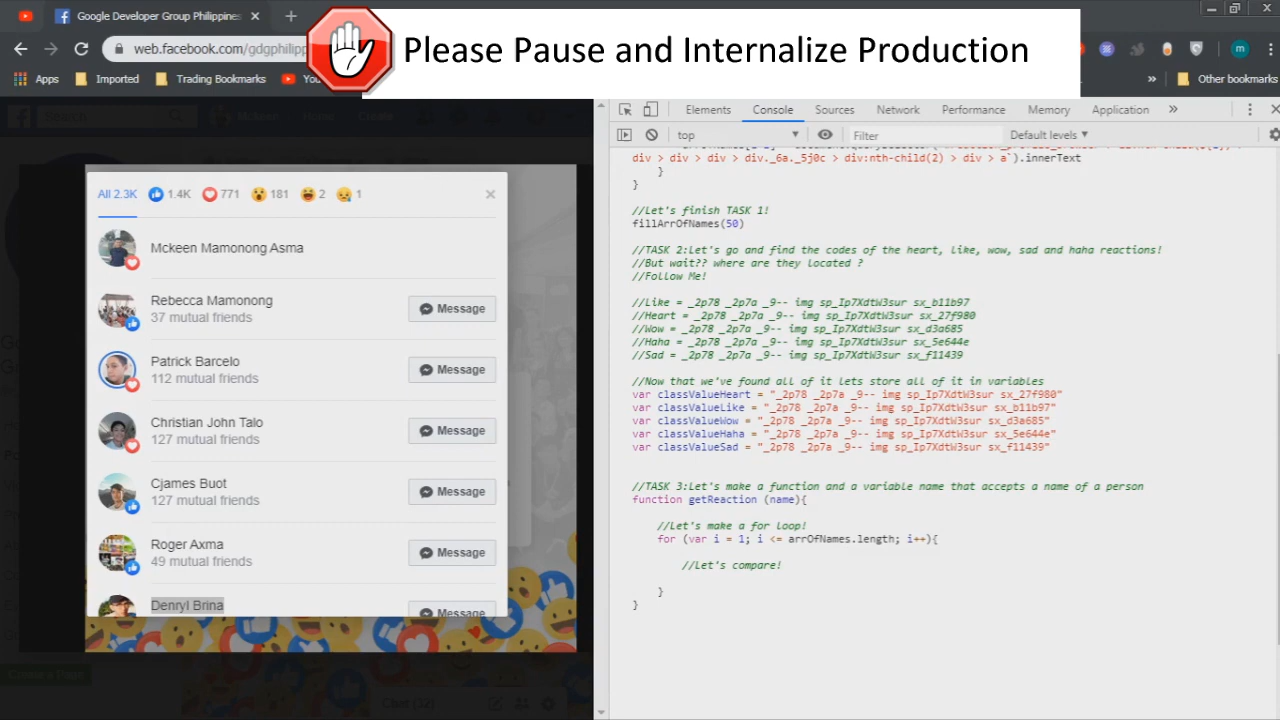 Google Developer Group Philippines
web.facebook.com/gdgphilipp
Please Pause and Internalize Production
Apps
Imported
Trading Bookmarks
»
Other bookmarks
Elements
Console
Sources
Network
Performance
Memory
Application
»
top
Filter
Default levels
All 2.3K
1.4K
771
181
2
1
Mckeen Mamonong Asma
Rebecca Mamonong
37 mutual friends
Message
Patrick Barcelo
112 mutual friends
Message
Christian John Talo
127 mutual friends
Message
Cjames Buot
127 mutual friends
Message
Roger Axma
49 mutual friends
Message
Denryl Brina
Message
Create a Page
Chat (32)
div > div > div > div._6a._5j0c > div:nth-child(2) > div > a`).innerText
}
}
//Let's finish TASK 1!
fillArrOfNames(50)
//TASK 2:Let's go and find the codes of the heart, like, wow, sad and haha reactions!
//But wait?? where are they located ?
//Follow Me!
//Like = _2p78 _2p7a _9-- img sp_Ip7XdtW3sur sx_b11b97
//Heart = _2p78 _2p7a _9-- img sp_Ip7XdtW3sur sx_27f980
//Wow = _2p78 _2p7a _9-- img sp_Ip7XdtW3sur sx_d3a685
//Haha = _2p78 _2p7a _9-- img sp_Ip7XdtW3sur sx_5e644e
//Sad = _2p78 _2p7a _9-- img sp_Ip7XdtW3sur sx_f11439
//Now that we've found all of it lets store all of it in variables
var classValueHeart = "_2p78 _2p7a _9-- img sp_Ip7XdtW3sur sx_27f980"
var classValueLike = "_2p78 _2p7a _9-- img sp_Ip7XdtW3sur sx_b11b97"
var classValueWow = "_2p78 _2p7a _9-- img sp_Ip7XdtW3sur sx_d3a685"
var classValueHaha = "_2p78 _2p7a _9-- img sp_Ip7XdtW3sur sx_5e644e"
var classValueSad = "_2p78 _2p7a _9-- img sp_Ip7XdtW3sur sx_f11439"
//TASK 3:Let's make a function and a variable name that accepts a name of a person
function getReaction (name){
//Let's make a for loop!
for (var i = 1; i <= arrOfNames.length; i++){
//Let's compare!
}
}